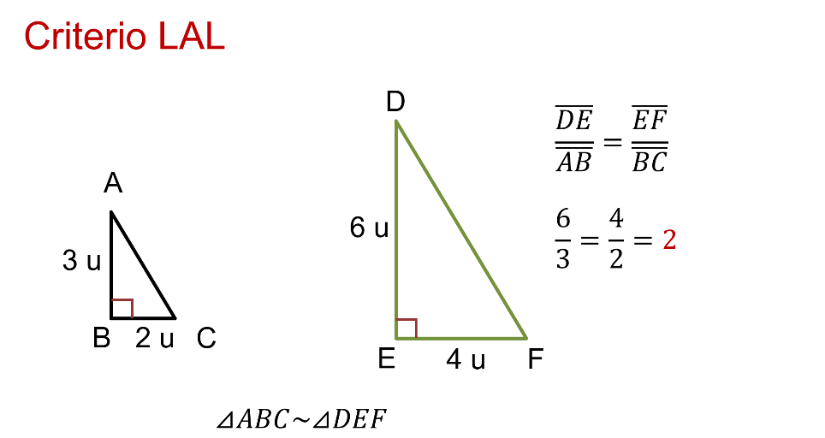 Criterio LAL
D
DE/AB = EF/BC
A
6/3 = 4/2 = 2
6 u
3 u
B 2 u C
E 4 u F
⊿ABC~⊿DEF